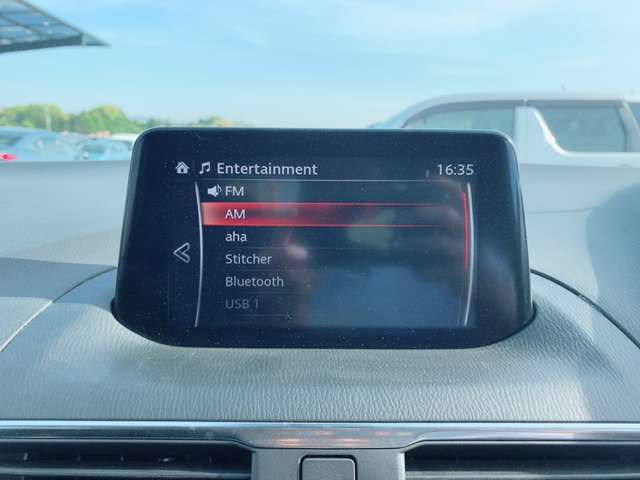 Entertainment 16:35
FM
AM
aha
Stitcher
Bluetooth
USB 1